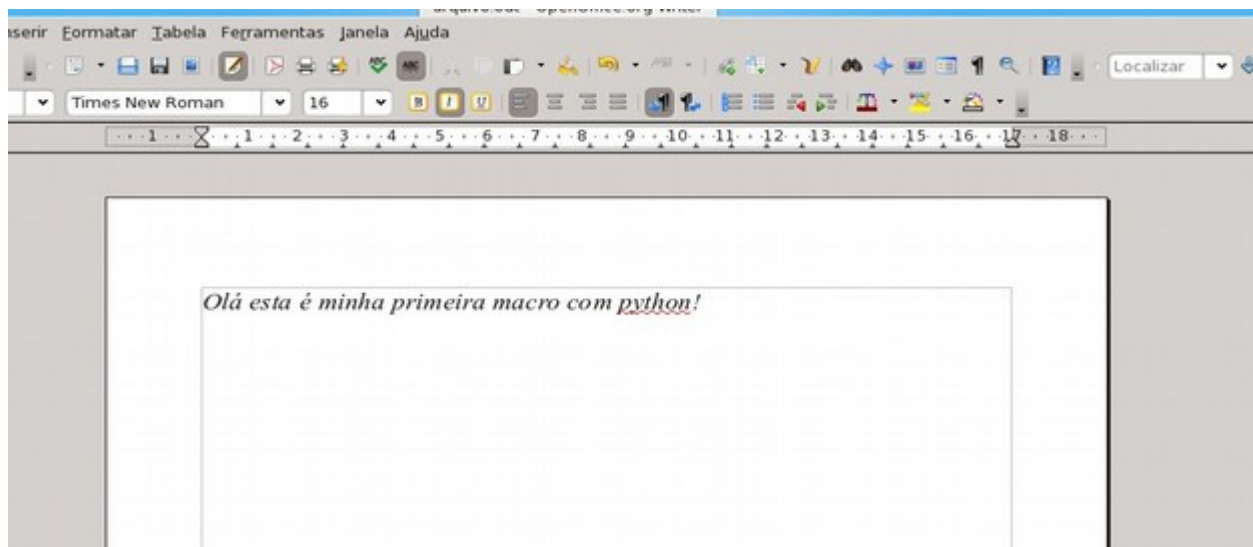 Formatar Tabela Ferramentas Janela Ajuda
Localizar
Times New Roman 16
1 1 2 3 4 5 6 7 8 9 10 11 12 13 14 15 16 17 18
Olá esta é minha primeira macro com python!